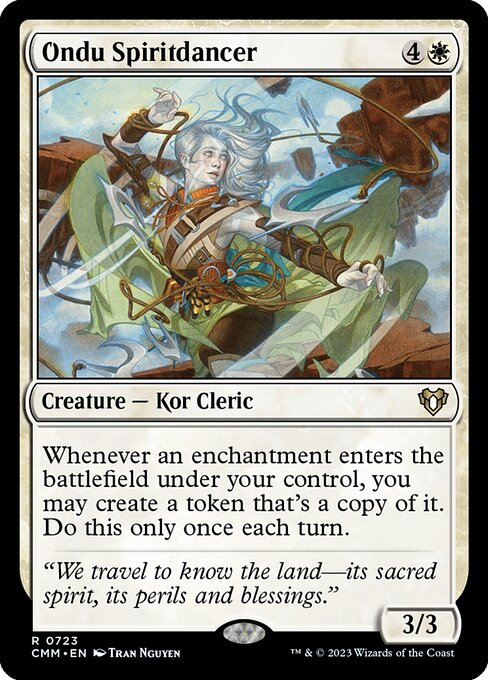 Ondu Spiritdancer 4
Creature — Kor Cleric
Whenever an enchantment enters the
battlefield under your control, you
may create a token that's a copy of it.
Do this only once each turn.
“We travel to know the land—its sacred
spirit, its perils and blessings.”
3/3
R 0723
CMM • EN Tran Nguyen
™ & © 2023 Wizards of the Coast